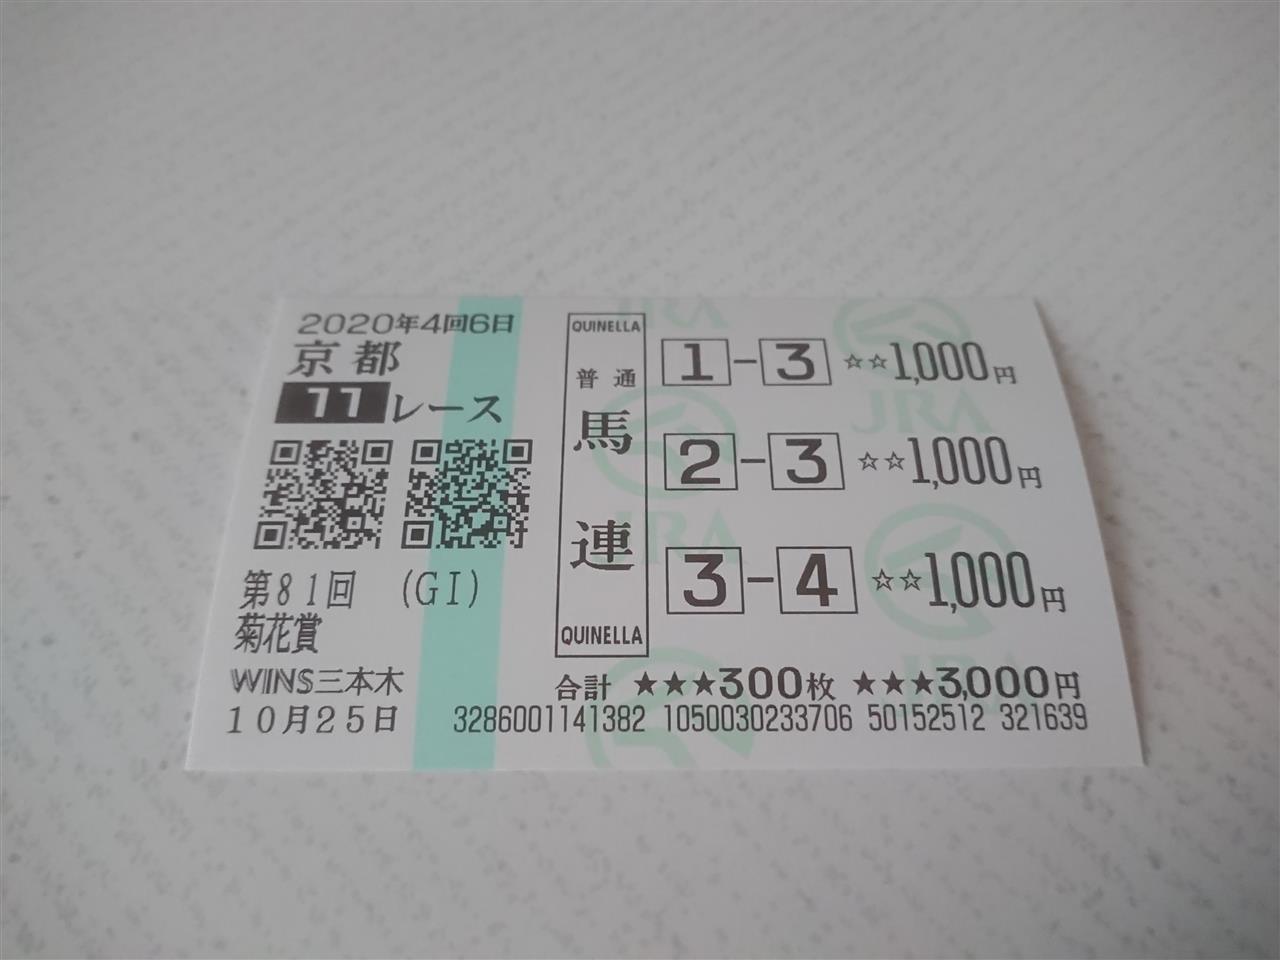 2020年4回6日
京都
11レース
第81回 (GI)
菊花賞
WINS三本木
10月25日
QUINELLA
普通
馬連
QUINELLA
1-3 ☆☆1,000円
2-3 ☆☆1,000円
3-4 ☆☆1,000円
合計 ★★★300枚 ★★★3,000円
3286001141382 1050030233706 50152512 321639
JRA
JRA
JRA
JRA